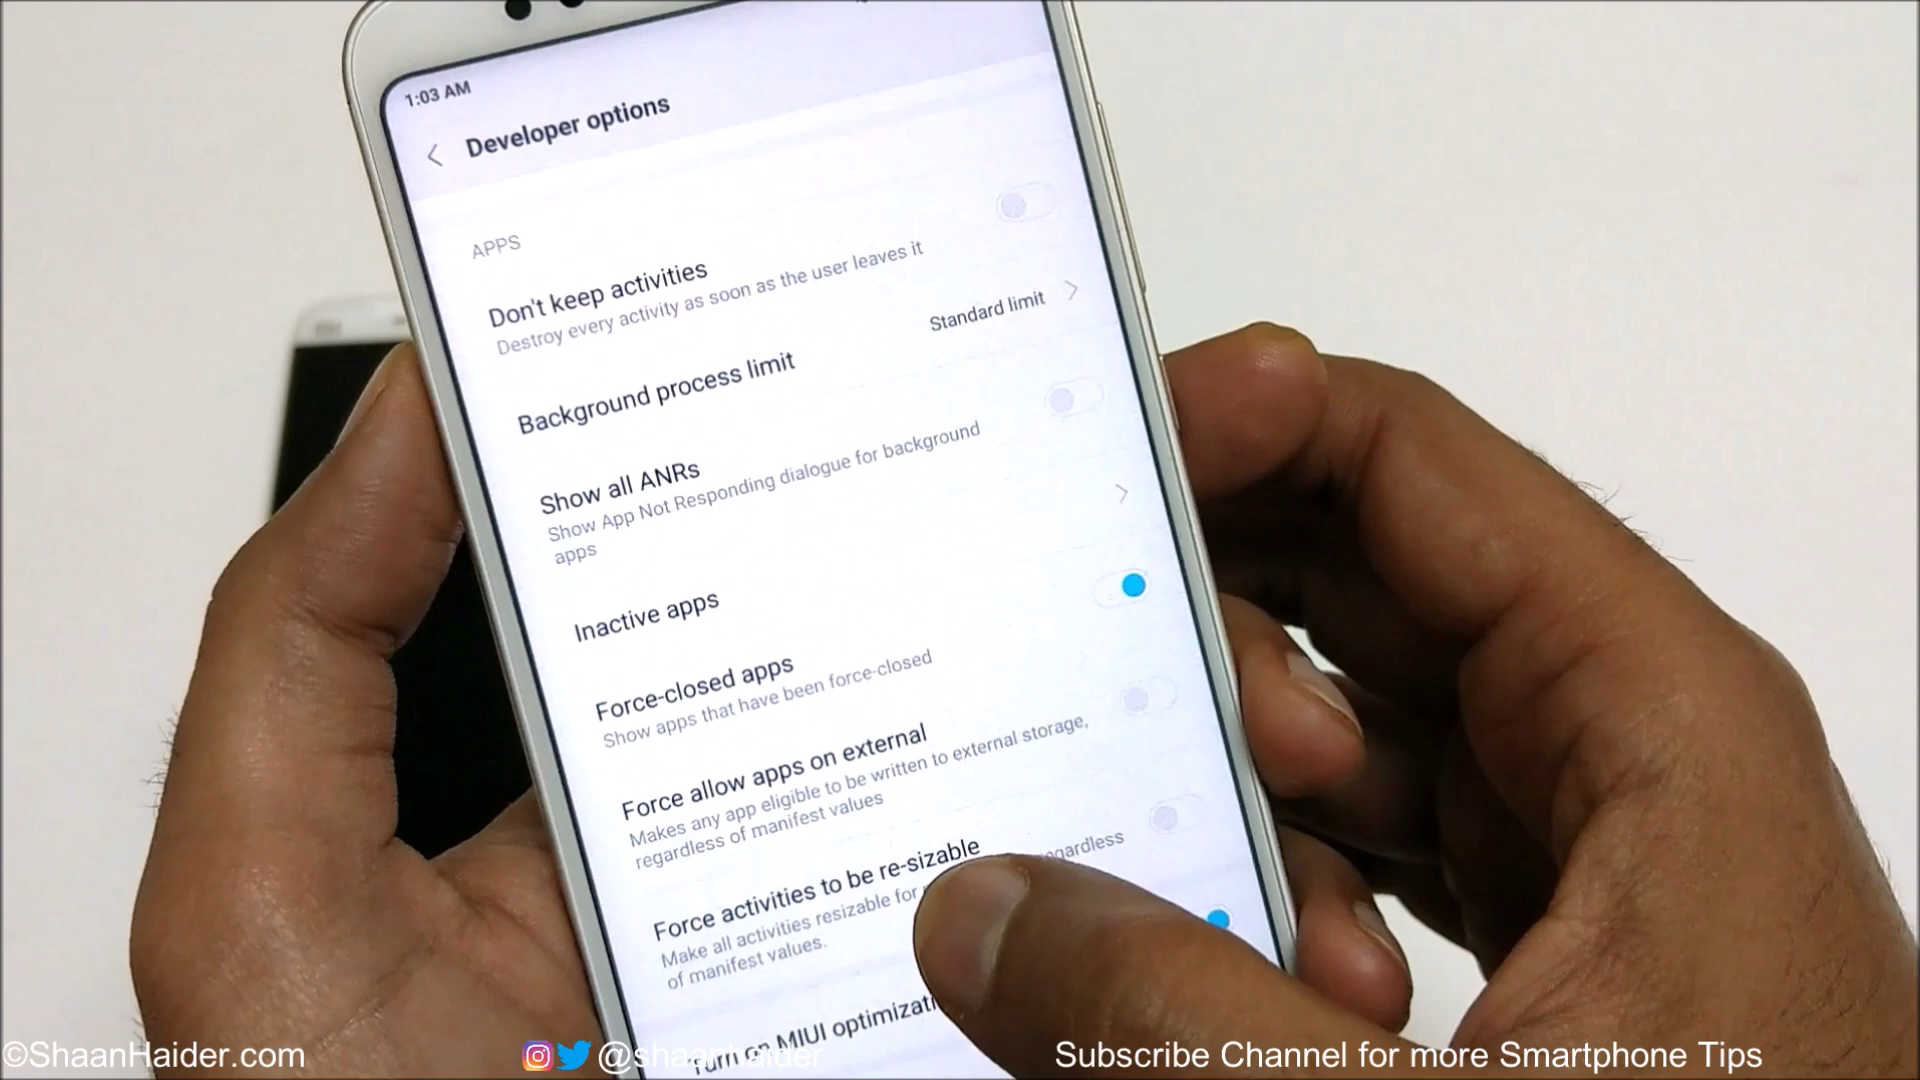 1:03 AM
Developer options
APPS
Don't keep activities
Destroy every activity as soon as the user leaves it
Background process limit
Standard limit
Show all ANRs
Show App Not Responding dialogue for background
apps
Inactive apps
Force-closed apps
Show apps that have been force-closed
Force allow apps on external
Makes any app eligible to be written to external storage,
regardless of manifest values
Force activities to be re-sizable
Make all activities resizable for
of manifest values.
Turn on MIUI
©ShaanHaider.com
@shaanhaider
Subscribe Channel for more Smartphone Tips